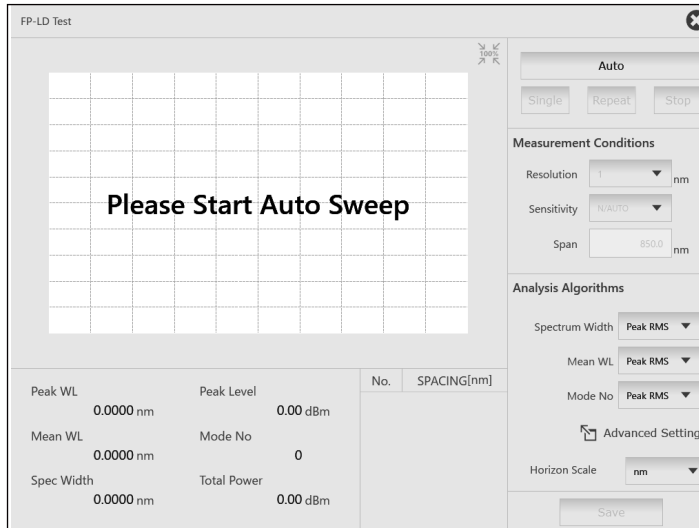 FP-LD Test
100%
Please Start Auto Sweep
Auto
Single Repeat Stop
Measurement Conditions
Resolution 1 nm
Sensitivity N/AUTO
Span 850.0 nm
Analysis Algorithms
Spectrum Width Peak RMS
Mean WL Peak RMS
Mode No Peak RMS
Advanced Setting
Horizon Scale nm
Save
Peak WL
0.0000 nm
Peak Level
0.00 dBm
Mean WL
0.0000 nm
Mode No
0
Spec Width
0.0000 nm
Total Power
0.00 dBm
No. SPACING[nm]